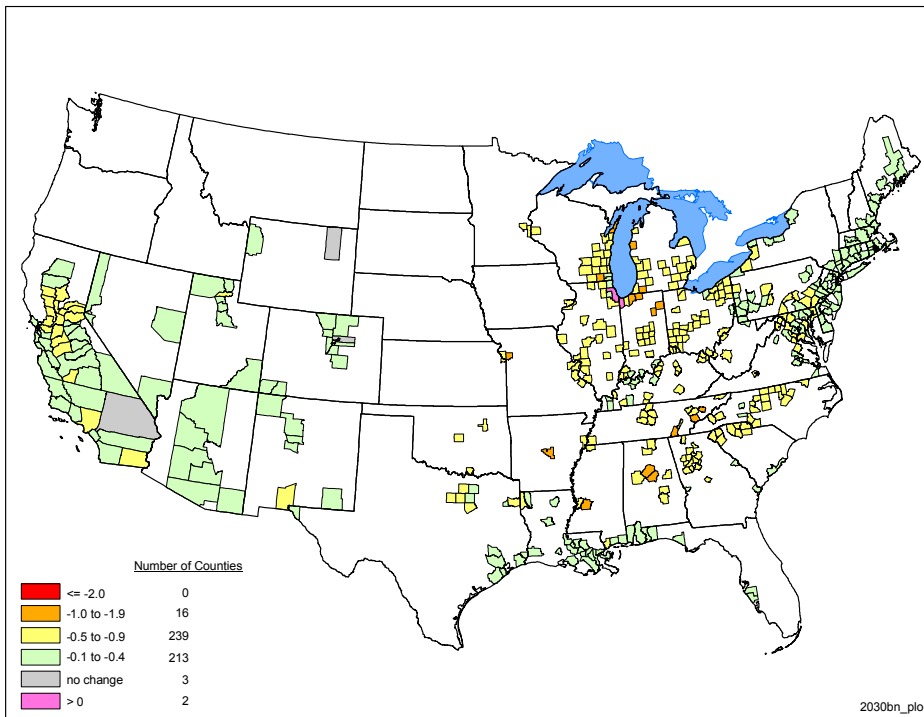 Number of Counties
<= -2.0 0
-1.0 to -1.9 16
-0.5 to -0.9 239
-0.1 to -0.4 213
no change 3
> 0 2
2030bn_plo